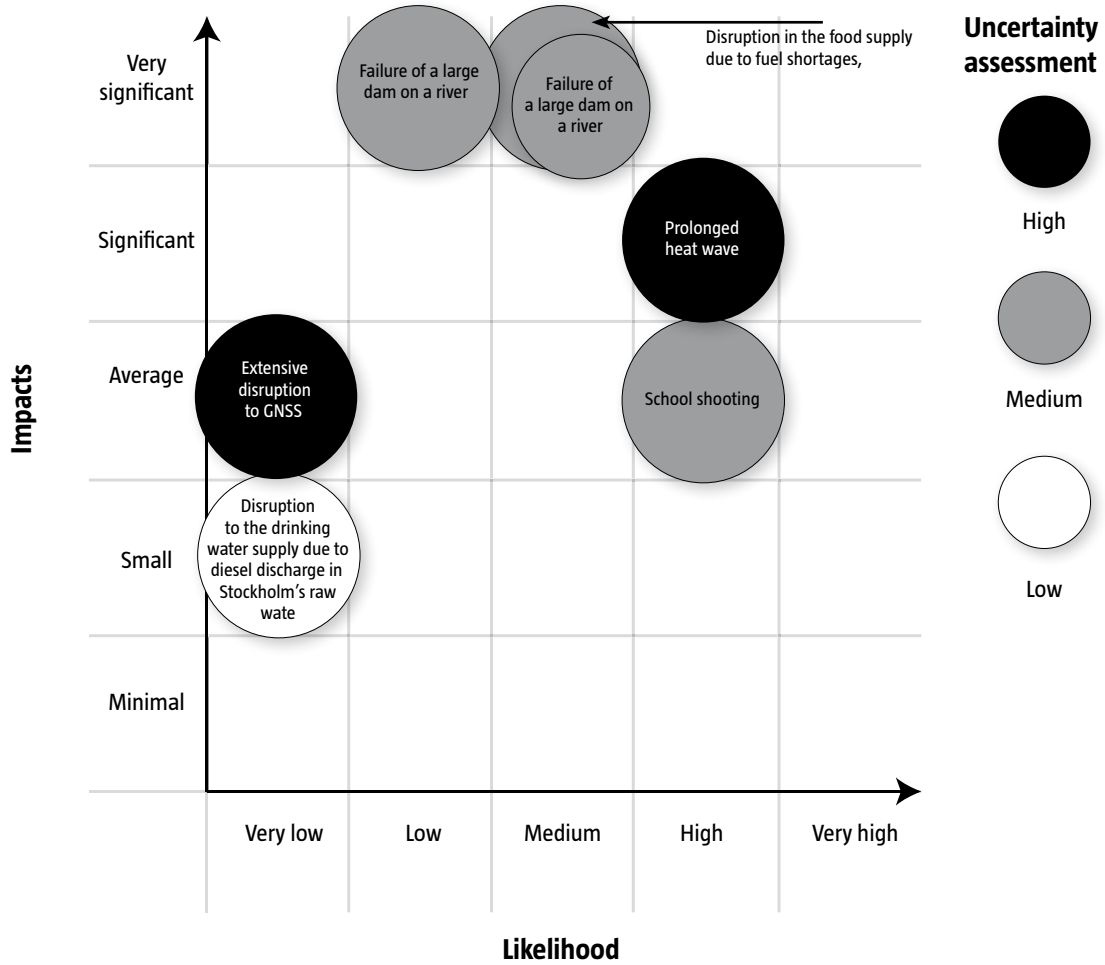 Very
significant
Significant
Average
Small
Minimal
Impacts
Failure of a large
dam on a river
Failure of
a large dam on
a river
Disruption in the food supply
due to fuel shortages,
Prolonged
heat wave
Extensive
disruption
to GNSS
School shooting
Disruption
to the drinking
water supply due to
diesel discharge in
Stockholm's raw
wate
Very low
Low
Medium
High
Very high
Likelihood
Uncertainty
assessment
High
Medium
Low